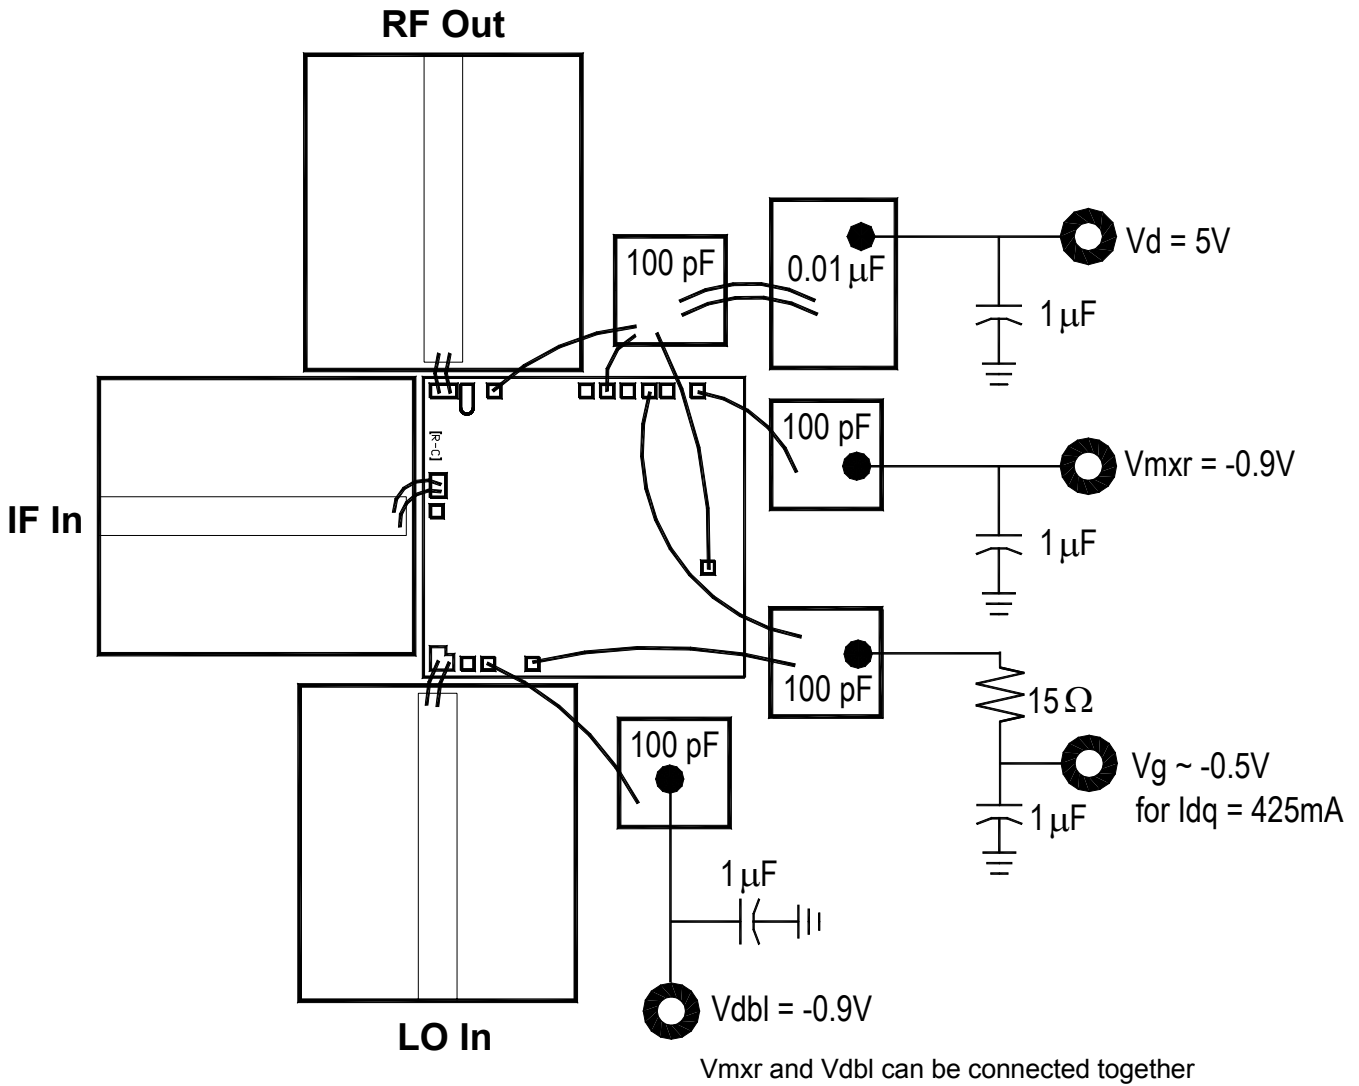 RF Out
Vd = 5V
100 pF
0.01 µF
1 µF
100 pF
[R-C]
Vmxr = -0.9V
IF In
1 µF
100 pF
15 Ω
100 pF
Vg ~ -0.5V
for Idq = 425mA
1 µF
1 µF
Vdbl = -0.9V
LO In
Vmxr and Vdbl can be connected together